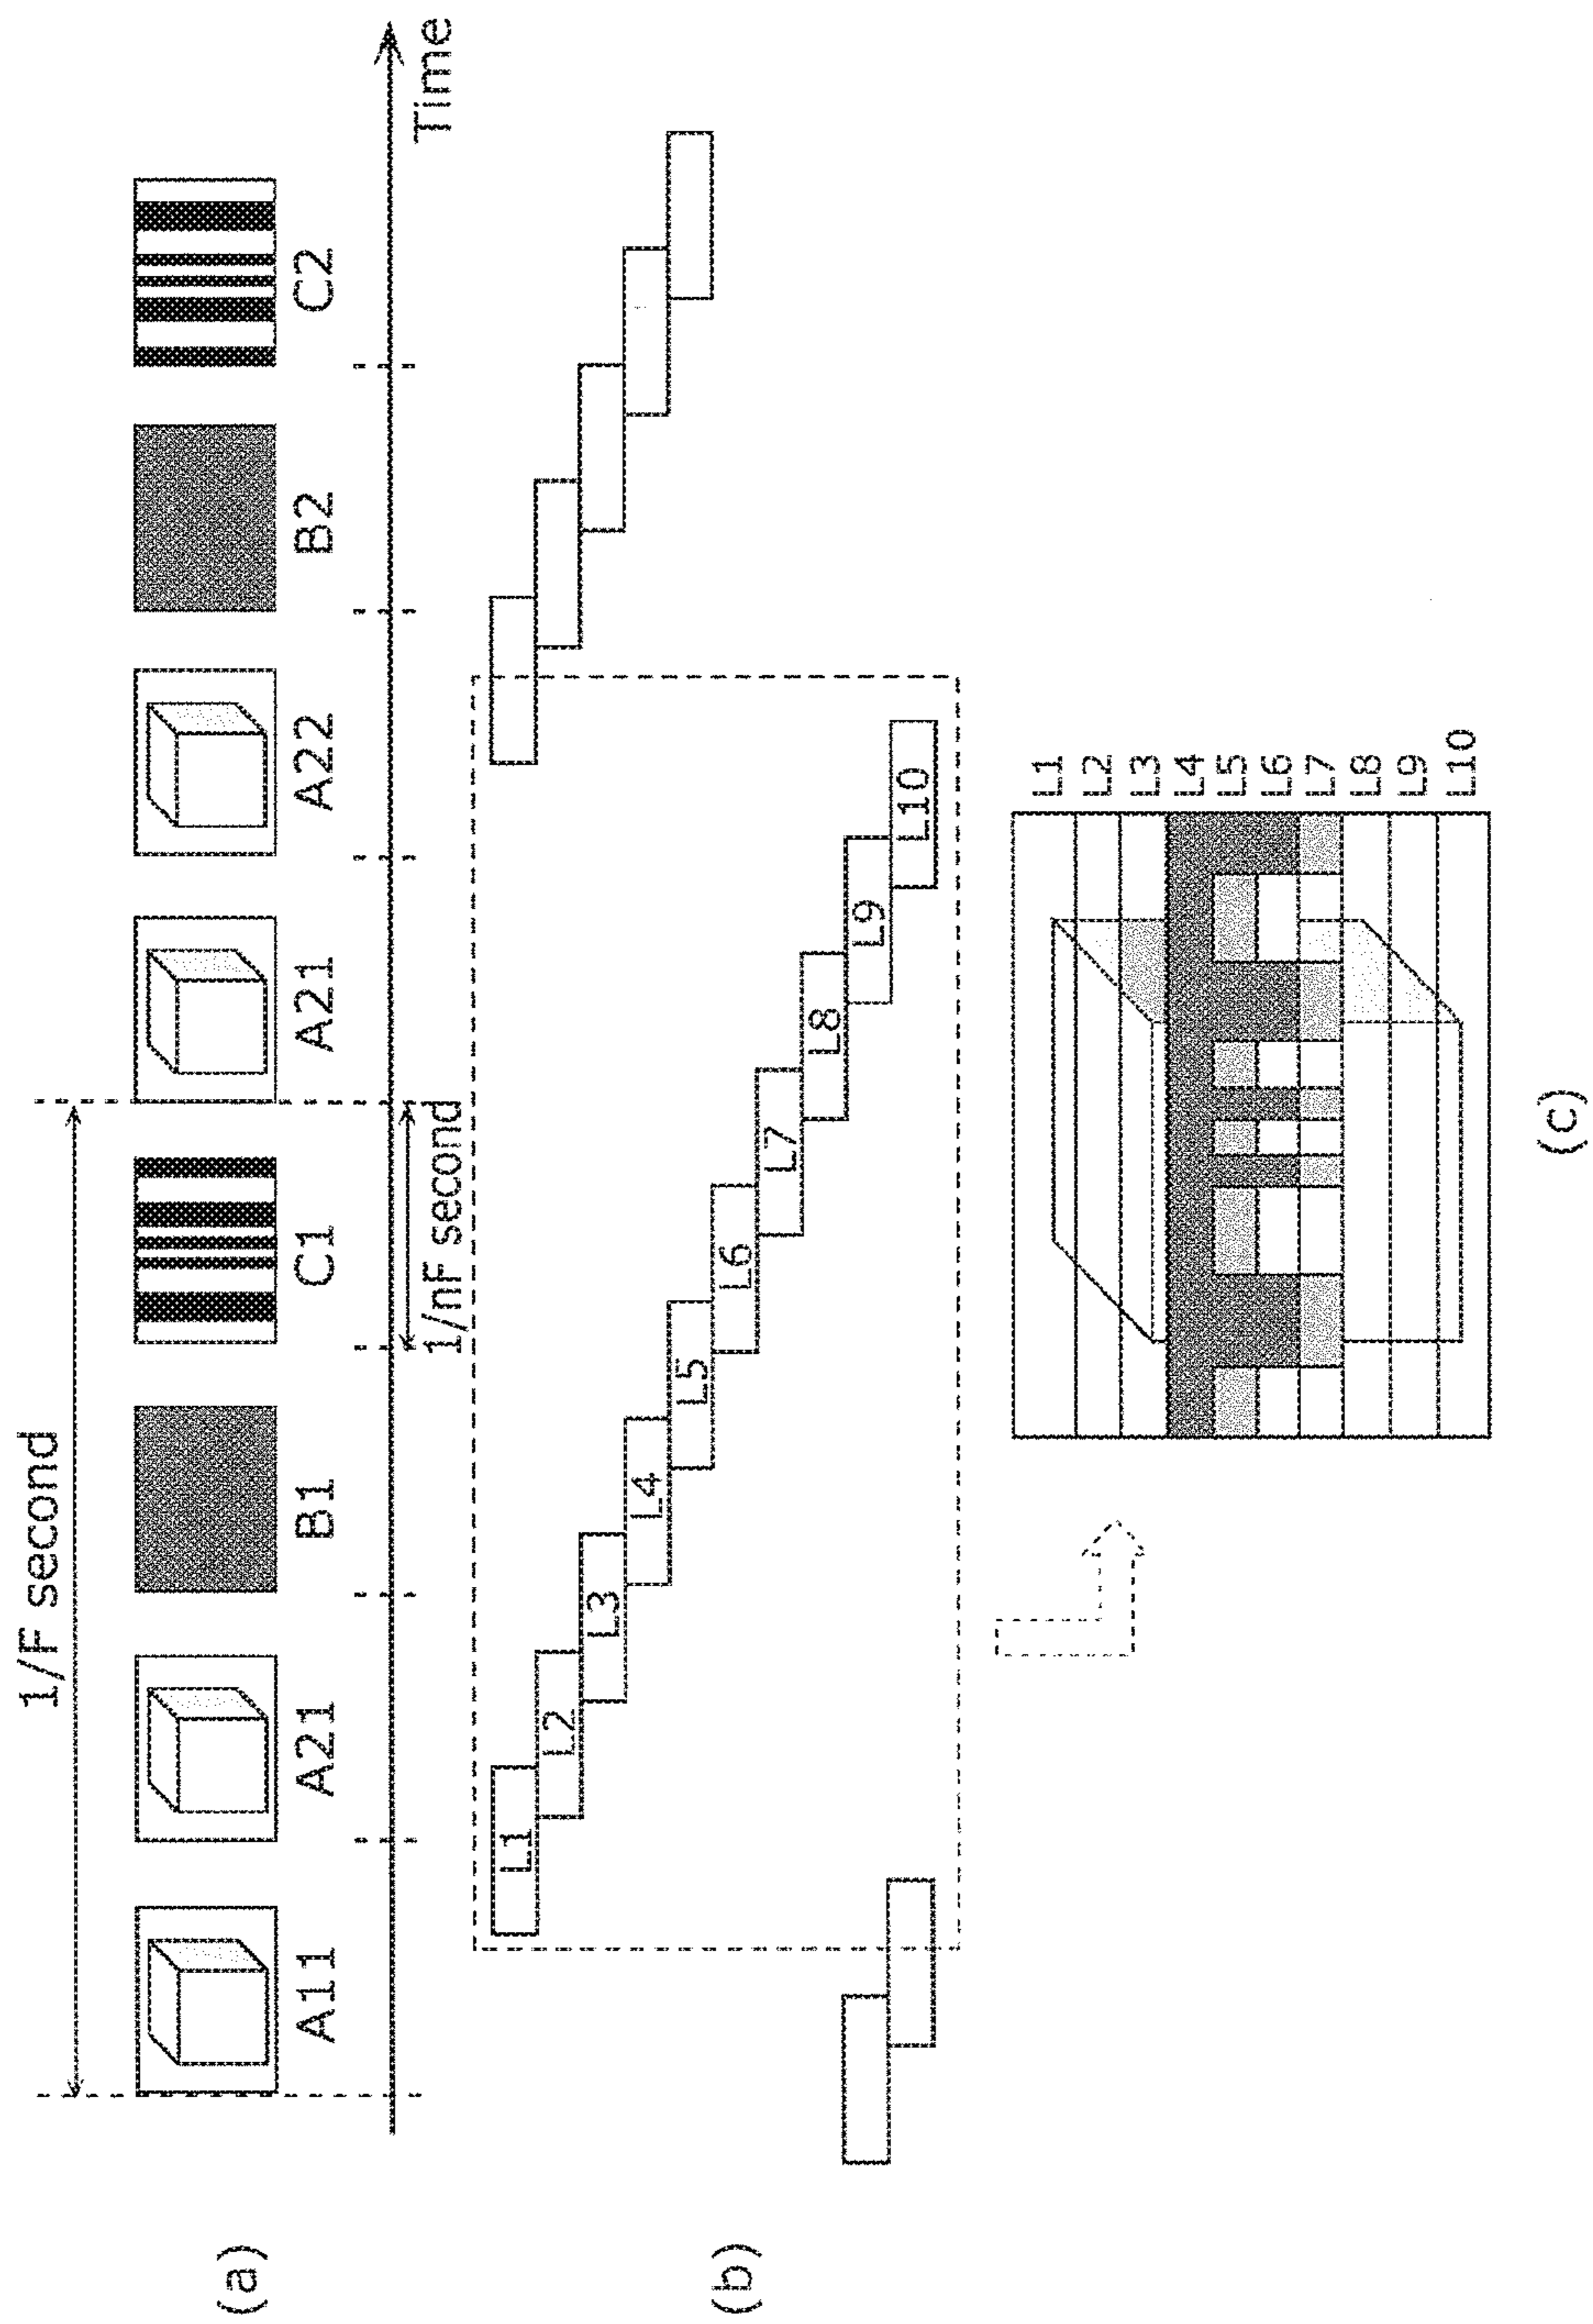 (a)
1/F second
A11
A21
B1
C1
A21
A22
B2
C2
1/nF second
Time
(b)
L1
L2
L3
L4
L5
L6
L7
L8
L9
L10
L1
L2
L3
L4
L5
L6
L7
L8
L9
L10
(c)